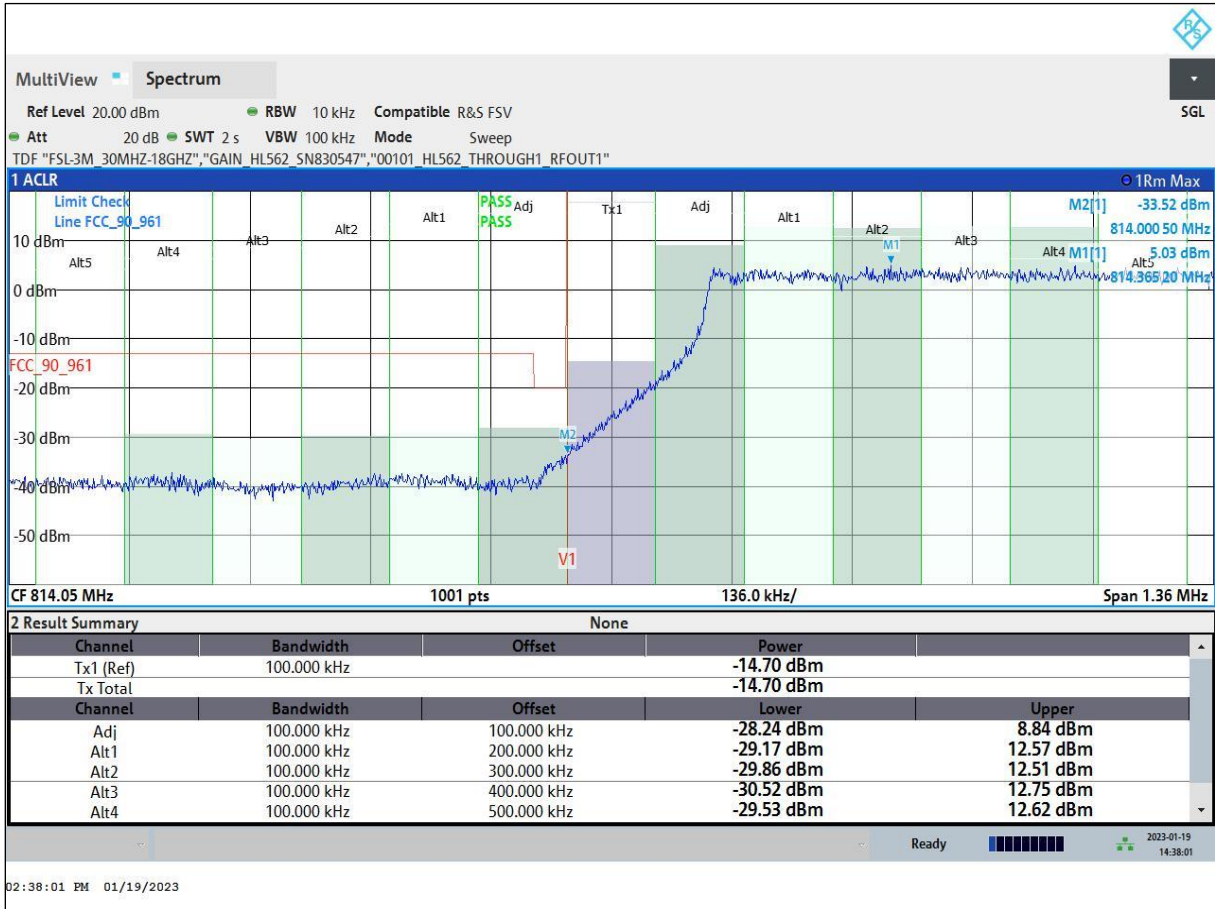 R&S
MultiView Spectrum
Ref Level 20.00 dBm RBW 10 kHz Compatible R&S FSV SGL
Att 20 dB SWT 2 s VBW 100 kHz Mode Sweep
TDF "FSL-3M_30MHZ-18GHZ","GAIN_HL562_SN830547","00101_HL562_THROUGH1_RFOUT1"
1 ACLR 1Rm Max
Limit Check PASS
Line FCC_90_961 PASS
M2[1] -33.52 dBm
814.000 50 MHz
M1[1] 5.03 dBm
814.365 20 MHz
Alt5 Alt4 Alt3 Alt2 Alt1 Adj Tx1 Adj Alt1 Alt2 Alt3 Alt4 Alt5
M1
10 dBm
0 dBm
-10 dBm
FCC_90_961
-20 dBm
-30 dBm
M2
-40 dBm
-50 dBm
V1
CF 814.05 MHz 1001 pts 136.0 kHz/ Span 1.36 MHz
2 Result Summary None
Channel Bandwidth Offset Power
Tx1 (Ref) 100.000 kHz -14.70 dBm
Tx Total -14.70 dBm
Channel Bandwidth Offset Lower Upper
Adj 100.000 kHz 100.000 kHz -28.24 dBm 8.84 dBm
Alt1 100.000 kHz 200.000 kHz -29.17 dBm 12.57 dBm
Alt2 100.000 kHz 300.000 kHz -29.86 dBm 12.51 dBm
Alt3 100.000 kHz 400.000 kHz -30.52 dBm 12.75 dBm
Alt4 100.000 kHz 500.000 kHz -29.53 dBm 12.62 dBm
Ready 2023-01-19
14:38:01
02:38:01 PM 01/19/2023